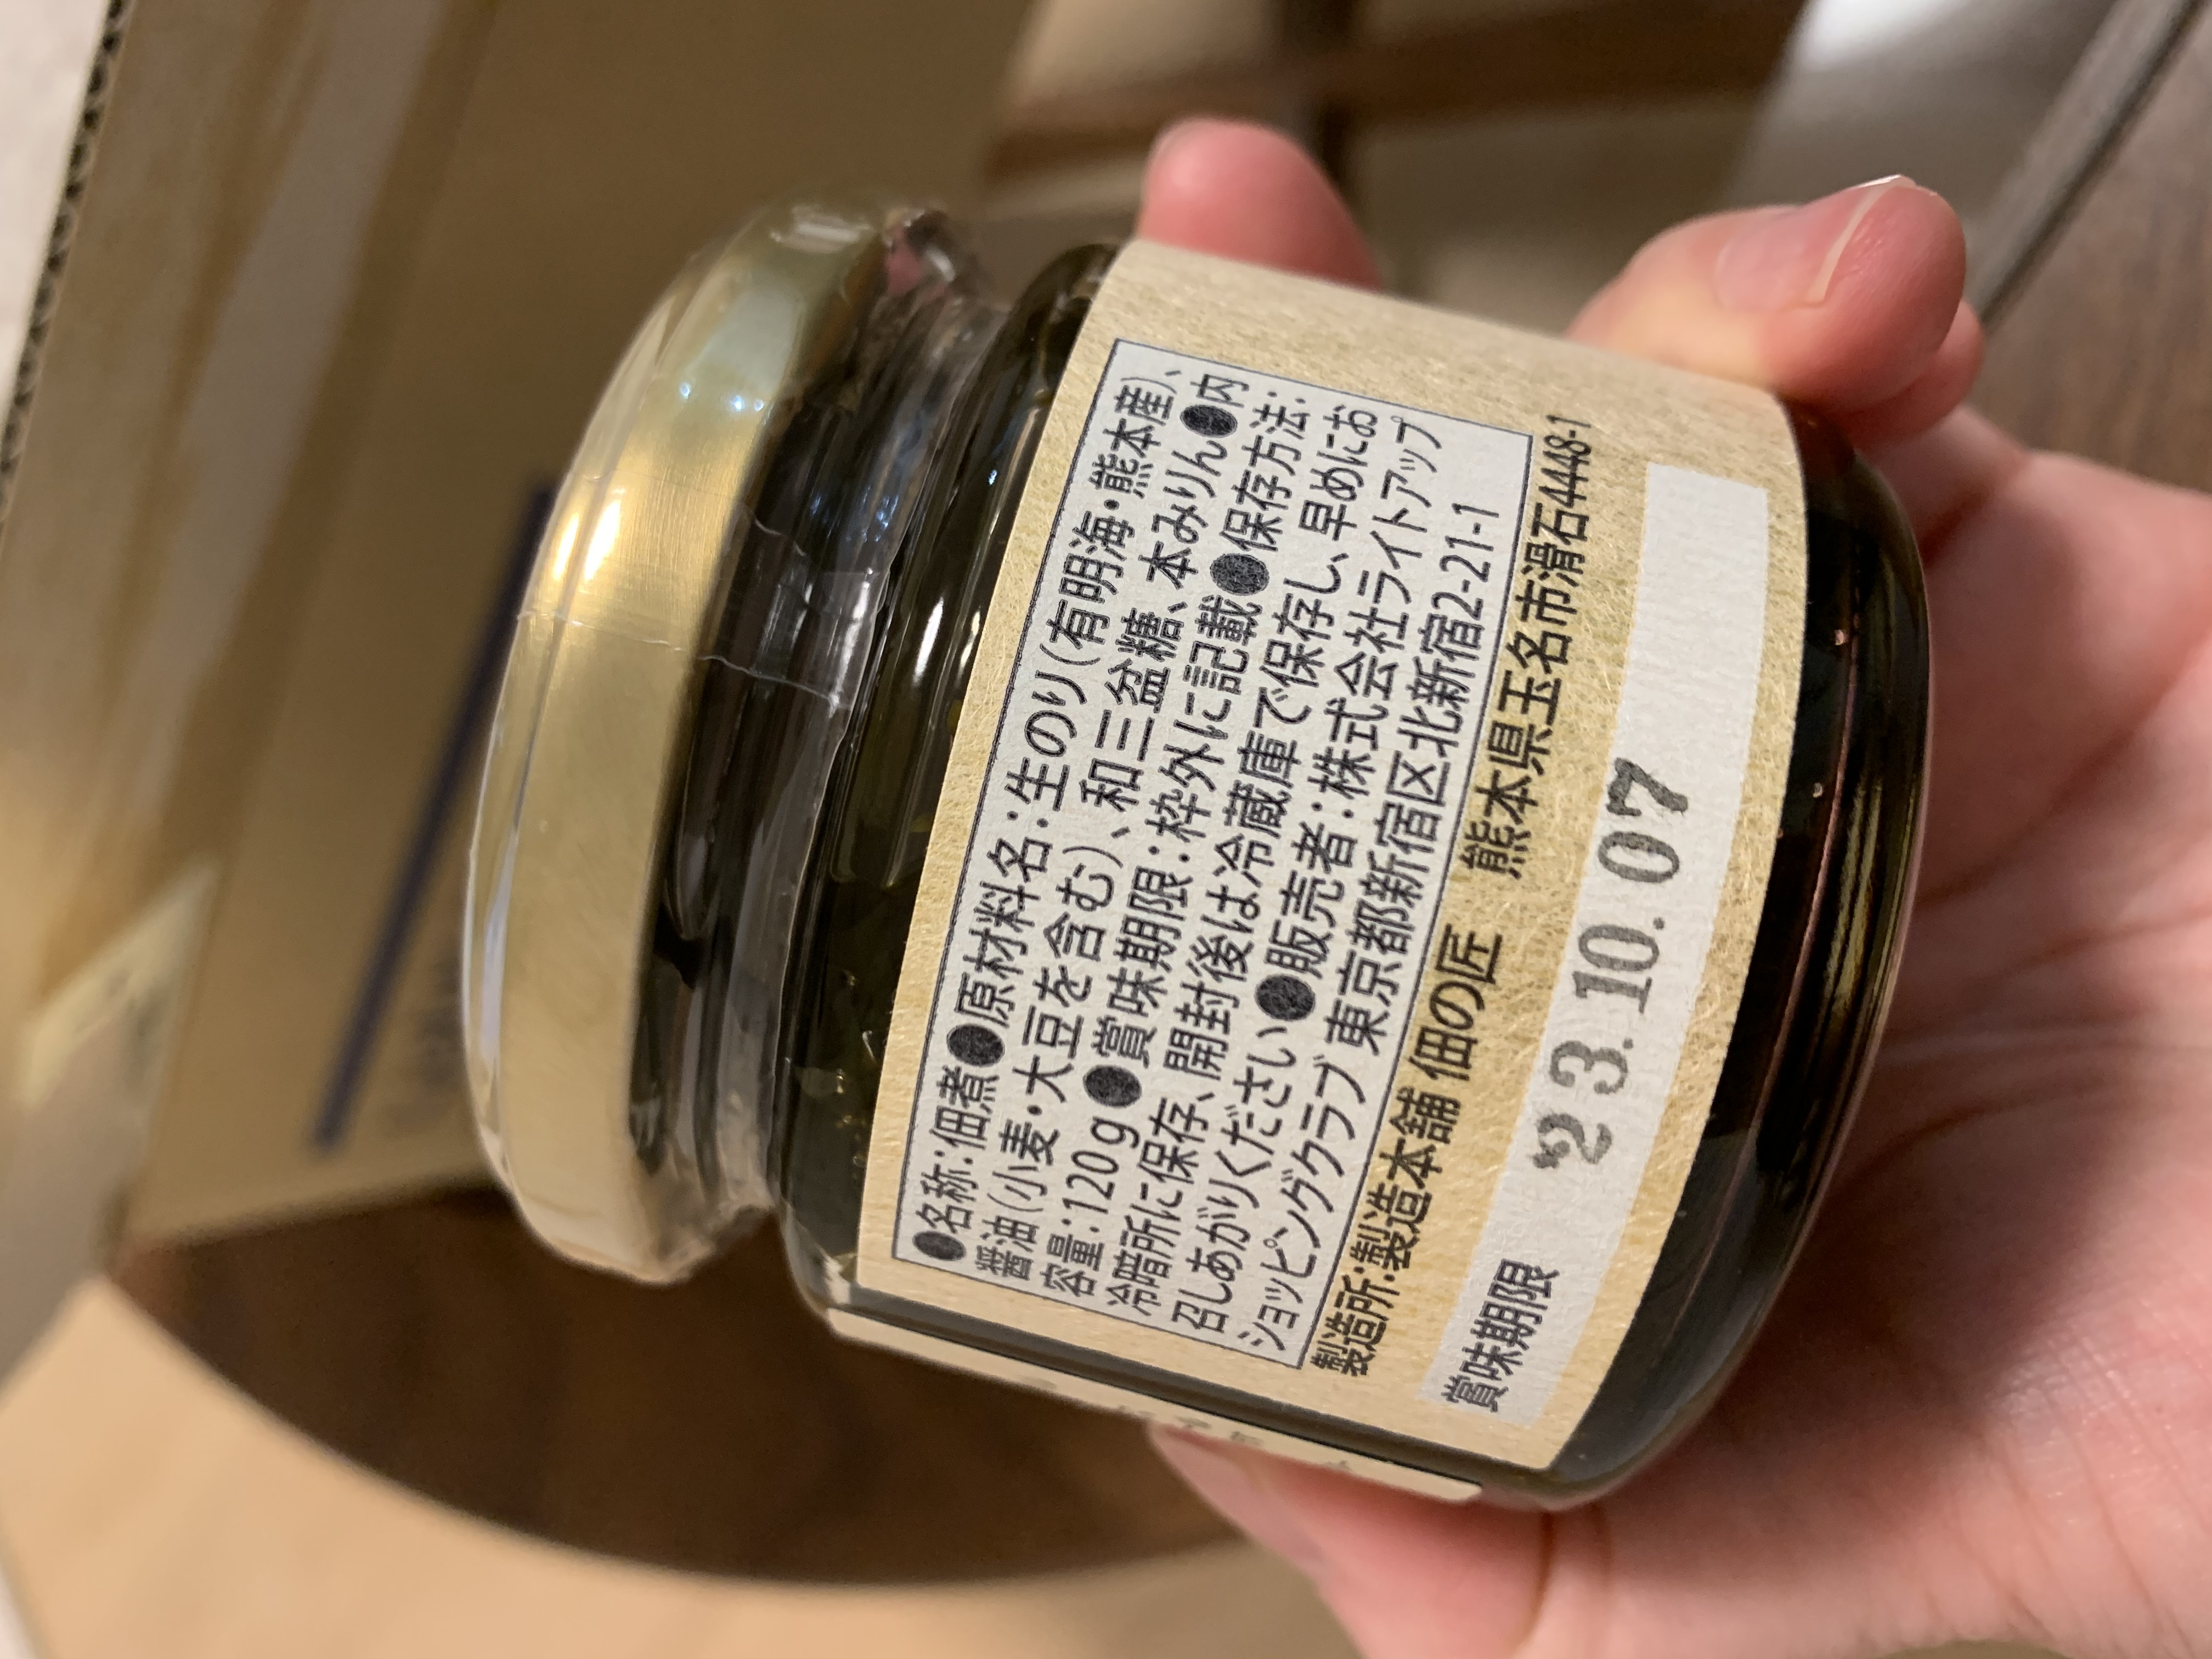 ●名称:佃煮●原材料名:生のり(有明海・熊本産)、
醤油(小麦・大豆を含む)、和三盆糖、本みりん●内
容量:120g●賞味期限:枠外に記載●保存方法:
冷暗所に保存、開封後は冷蔵庫で保存し、早めにお
召しあがりください●販売者:株式会社ライトアップ
ショッピングクラブ 東京都新宿区北新宿2-21-1
製造所:製造本舗 佃の匠 熊本県玉名市滑石4448-1
賞味期限 23.10.07